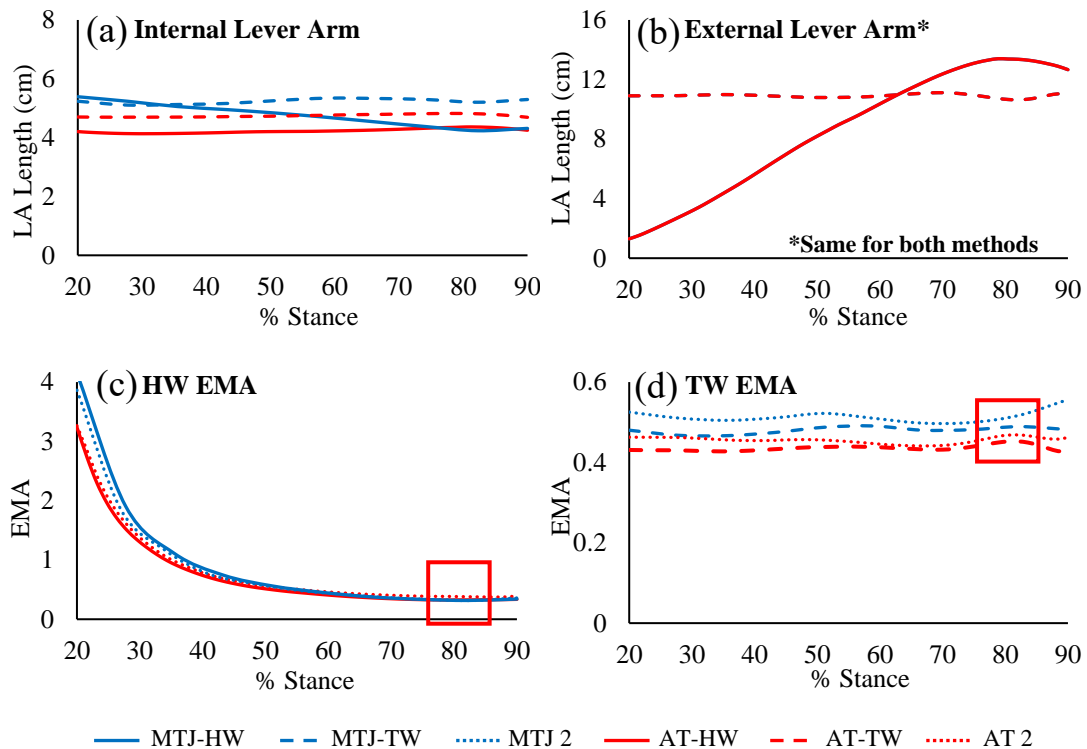 (a) Internal Lever Arm
LA Length (cm)
8
6
4
2
0
20 30 40 50 60 70 80 90
% Stance
(b) External Lever Arm*
LA Length (cm)
16
12
8
4
0
*Same for both methods
20 30 40 50 60 70 80 90
% Stance
(c) HW EMA
EMA
4
3
2
1
0
20 30 40 50 60 70 80 90
% Stance
(d) TW EMA
EMA
0.6
0.4
0.2
0
20 30 40 50 60 70 80 90
% Stance
MTJ-HW MTJ-TW MTJ 2 AT-HW AT-TW AT 2